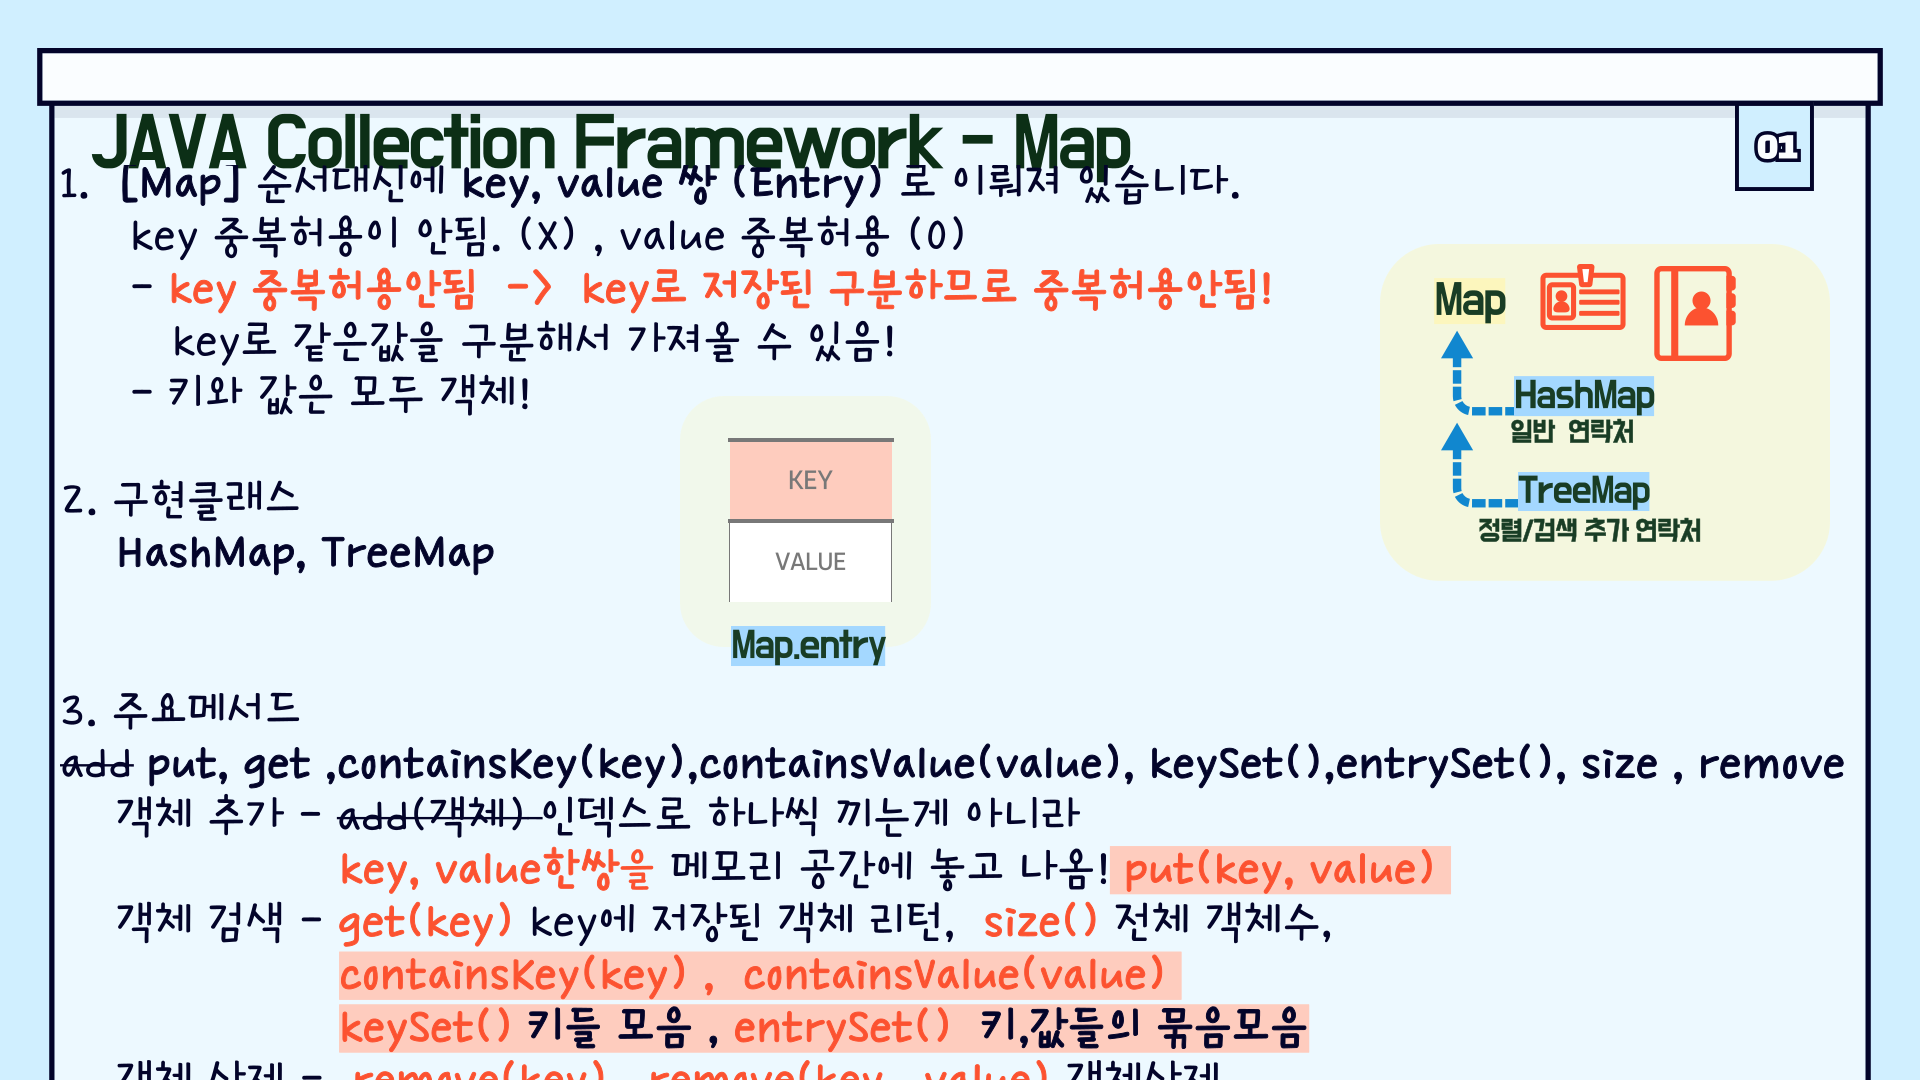 JAVA Collection Framework - Map
01
1. [Map] 순서대신에 key, value 쌍 (Entry) 로 이뤄져 있습니다.
key 중복허용이 안됨. (X) , value 중복허용 (O)
- key 중복허용안됨 -> key로 저장된 구분하므로 중복허용안됨!
key로 같은값을 구분해서 가져올 수 있음!
- 키와 값은 모두 객체!
Map
HashMap
일반 연락처
TreeMap
정렬/검색 추가 연락처
KEY
VALUE
Map.entry
2. 구현클래스
HashMap, TreeMap
3. 주요메서드
add put, get ,containsKey(key),containsValue(value), keySet(),entrySet(), size , remove
객체 추가 - add(객체) 인덱스로 하나씩 끼는게 아니라
key, value한쌍을 메모리 공간에 놓고 나옴! put(key, value)
객체 검색 - get(key) key에 저장된 객체 리턴, size() 전체 객체수,
containsKey(key) , containsValue(value)
keySet() 키들 모음 , entrySet() 키,값들의 묶음모음
객체 삭제 - remove(key), remove(key, value) 객체삭제